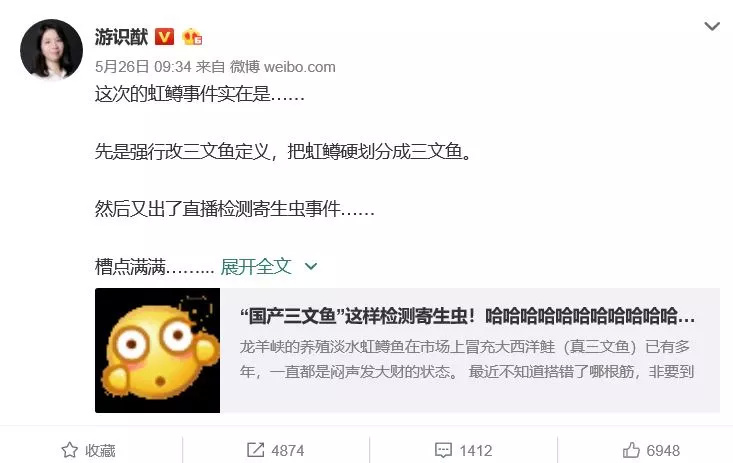 游识猷
5月26日 09:34 来自 微博 weibo.com
这次的虹鳟事件实在是……
先是强行改三文鱼定义，把虹鳟硬划分成三文鱼。
然后又出了直播检测寄生虫事件……
槽点满满……... 展开全文
“国产三文鱼”这样检测寄生虫！哈哈哈哈哈哈哈哈哈哈哈...
龙羊峡的养殖淡水虹鳟鱼在市场上冒充大西洋鲑（真三文鱼）已有多
年，一直都是闷声发大财的状态。 最近不知道搭错了哪根筋，非要到
收藏 4874 1412 6948